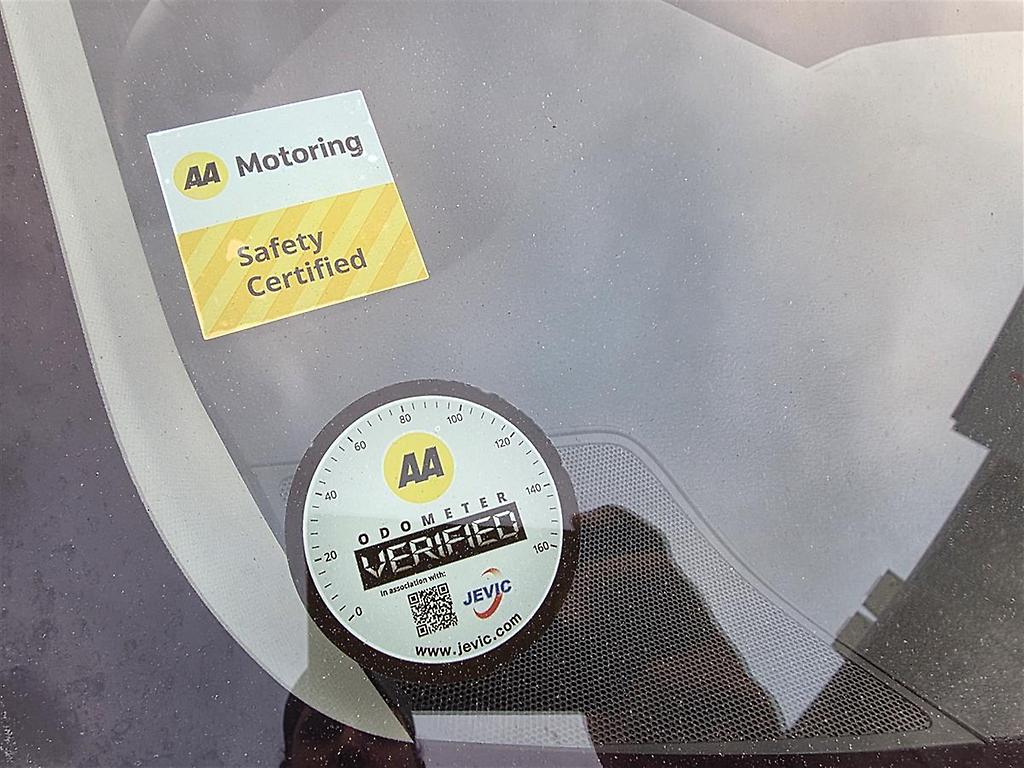 AA Motoring
Safety
Certified
0
20
40
60
80
100
120
140
160
AA
ODOMETER
VERIFIED
In association with:
JEVIC
www.jevic.com